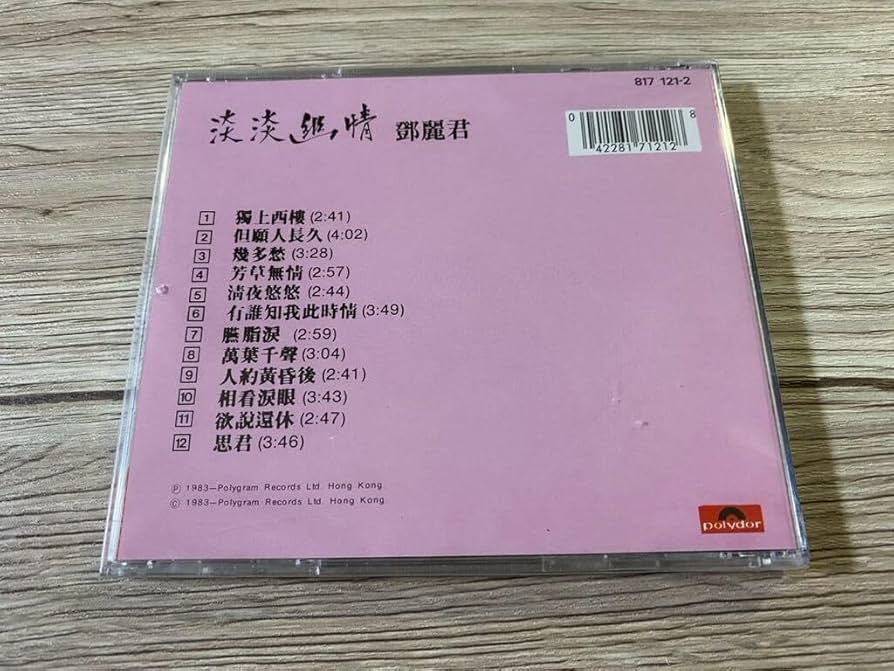 817 121-2
淡淡幽情 鄧麗君
0 42281 71212 8
1 獨上西樓 (2:41)
2 但願人長久 (4:02)
3 幾多愁 (3:28)
4 芳草無情 (2:57)
5 清夜悠悠 (2:44)
6 有誰知我此時情 (3:49)
7 臙脂淚 (2:59)
8 萬葉千聲 (3:04)
9 人約黃昏後 (2:41)
10 相看淚眼 (3:43)
11 欲說還休 (2:47)
12 思君 (3:46)
Ⓟ 1983—Polygram Records Ltd. Hong Kong
© 1983—Polygram Records Ltd. Hong Kong
polydor